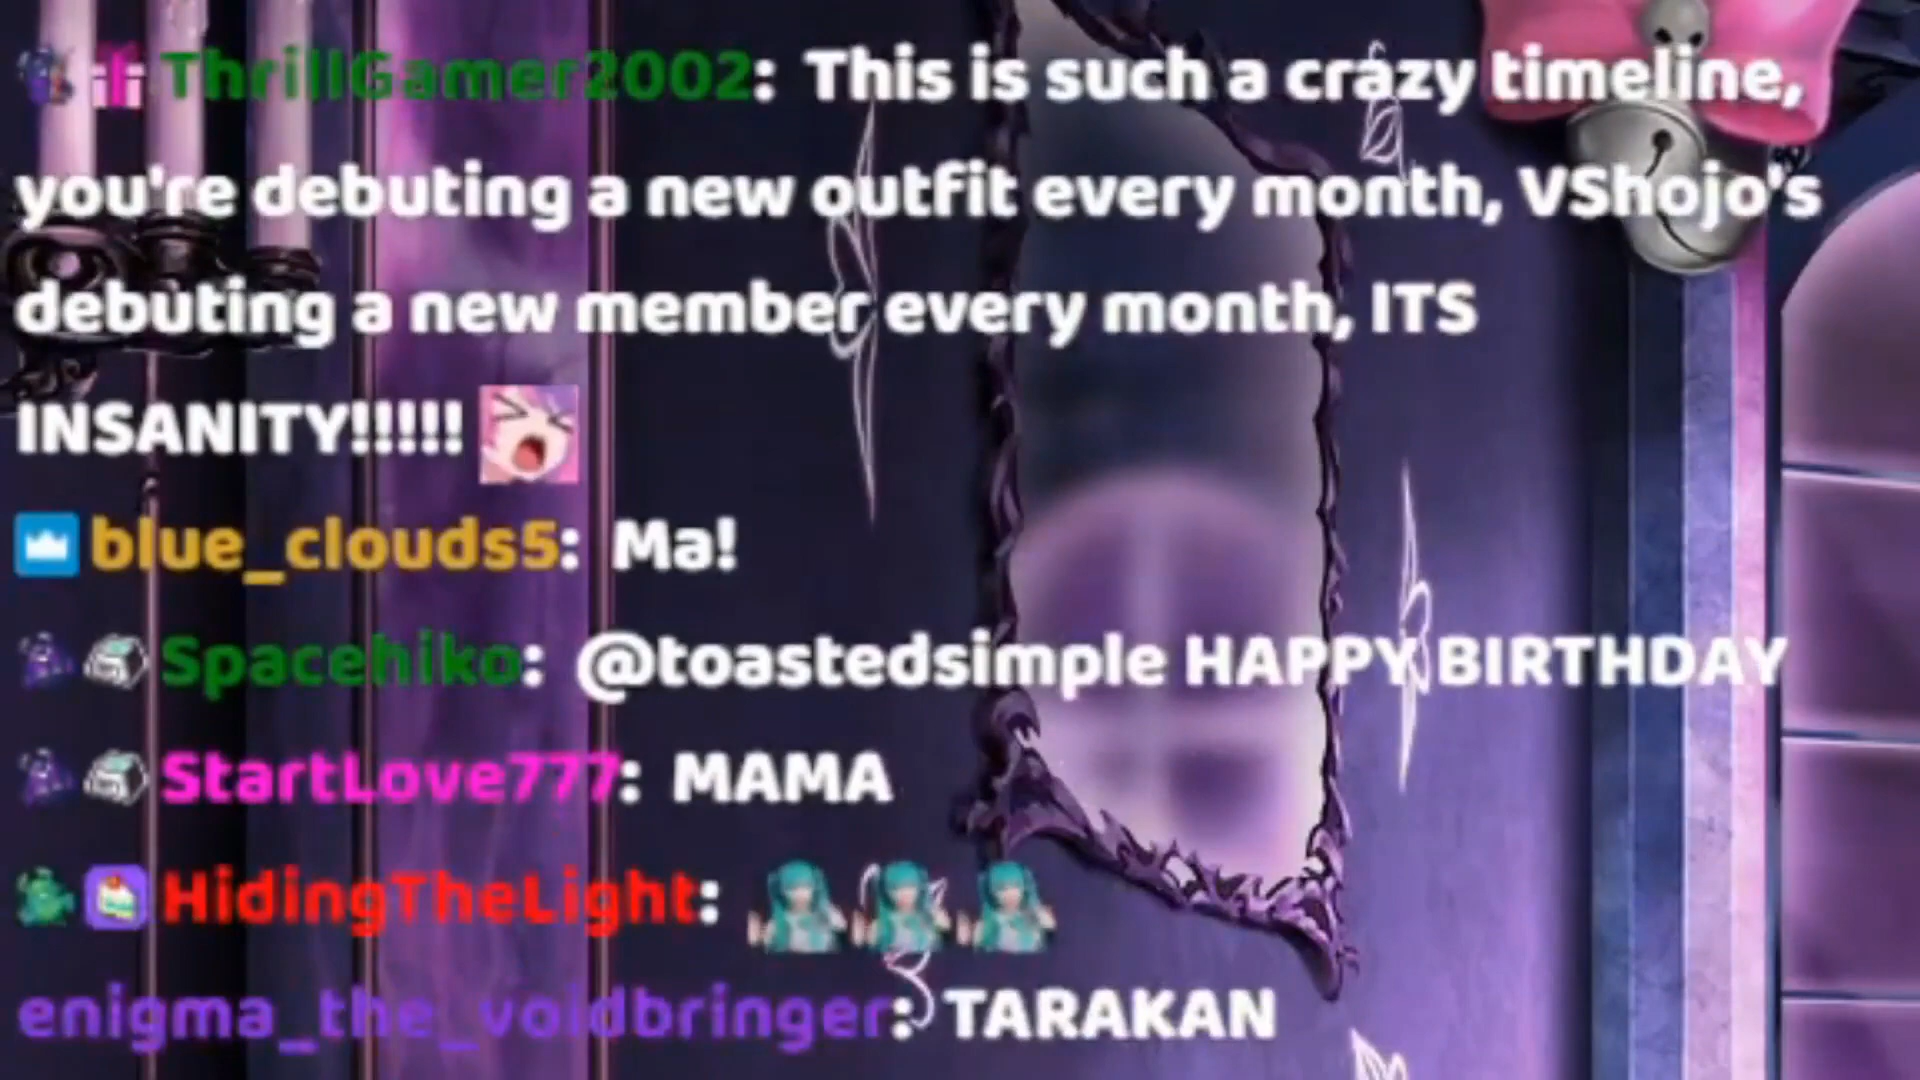 ThrillGamer2002: This is such a crazy timeline,
you're debuting a new outfit every month, VShojo's
debuting a new member every month, ITS
INSANITY!!!!!
blue_clouds5: Ma!
Spacehiko: @toastedsimple HAPPY BIRTHDAY
StartLove777: MAMA
HidingTheLight:
enigma_the_voidbringer: TARAKAN